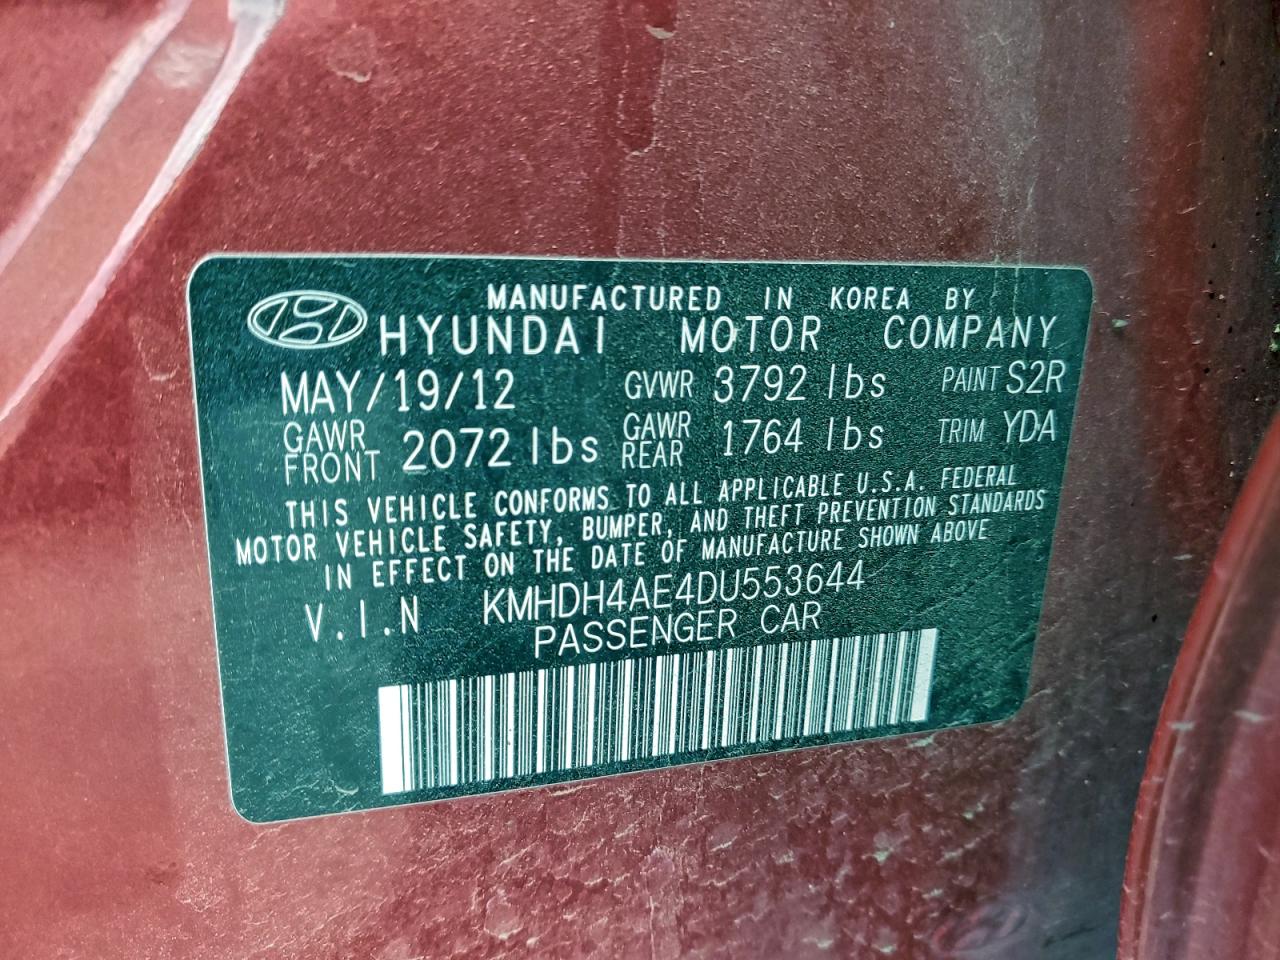 MANUFACTURED IN KOREA BY
HYUNDAI MOTOR COMPANY
MAY/19/12 GVWR 3792 lbs PAINT S2R
GAWR FRONT 2072 lbs GAWR REAR 1764 lbs TRIM YDA
THIS VEHICLE CONFORMS TO ALL APPLICABLE U.S.A. FEDERAL
MOTOR VEHICLE SAFETY, BUMPER, AND THEFT PREVENTION STANDARDS
IN EFFECT ON THE DATE OF MANUFACTURE SHOWN ABOVE
V.I.N KMHDH4AE4DU553644
PASSENGER CAR